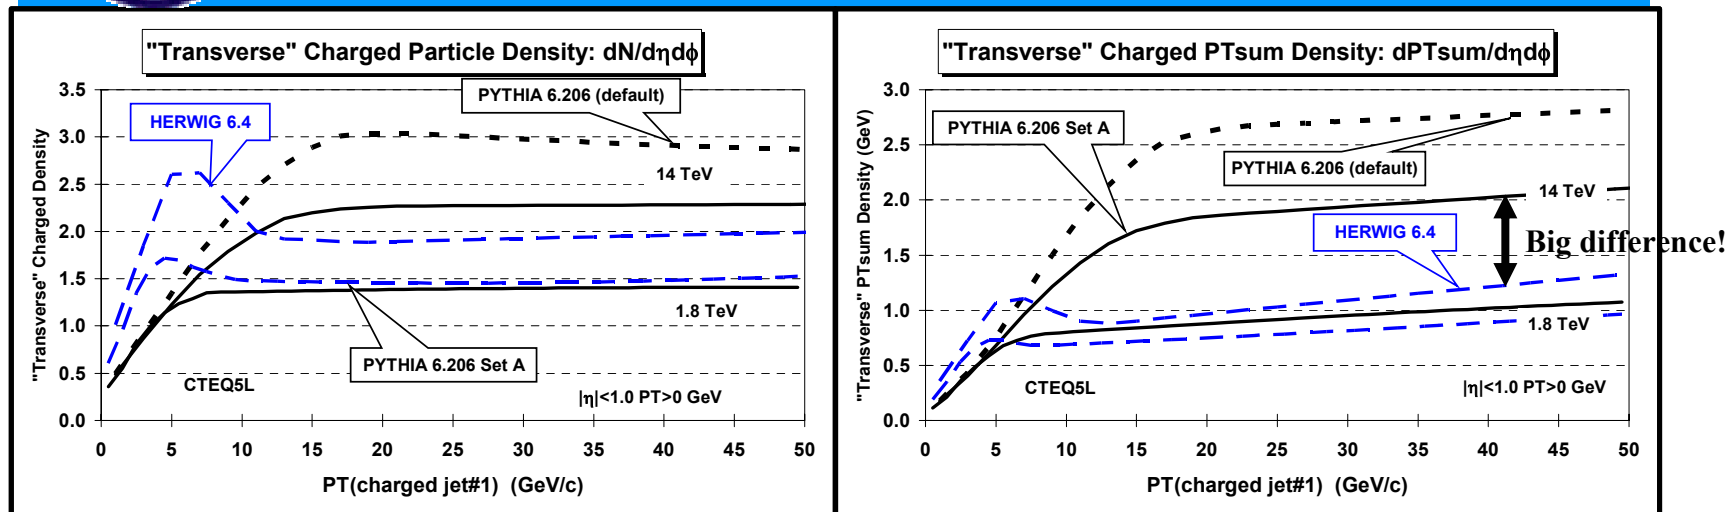 "Transverse" Charged Particle Density: dN/dηdφ
PYTHIA 6.206 (default)
HERWIG 6.4
14 TeV
1.8 TeV
PYTHIA 6.206 Set A
CTEQ5L
|η|<1.0 PT>0 GeV
"Transverse" Charged Density
3.5
3.0
2.5
2.0
1.5
1.0
0.5
0.0
0 5 10 15 20 25 30 35 40 45 50
PT(charged jet#1) (GeV/c)
"Transverse" Charged PTsum Density: dPTsum/dηdφ
PYTHIA 6.206 Set A
PYTHIA 6.206 (default)
14 TeV
HERWIG 6.4
Big difference!
1.8 TeV
CTEQ5L
|η|<1.0 PT>0 GeV
"Transverse" PTsum Density (GeV)
3.0
2.5
2.0
1.5
1.0
0.5
0.0
0 5 10 15 20 25 30 35 40 45 50
PT(charged jet#1) (GeV/c)